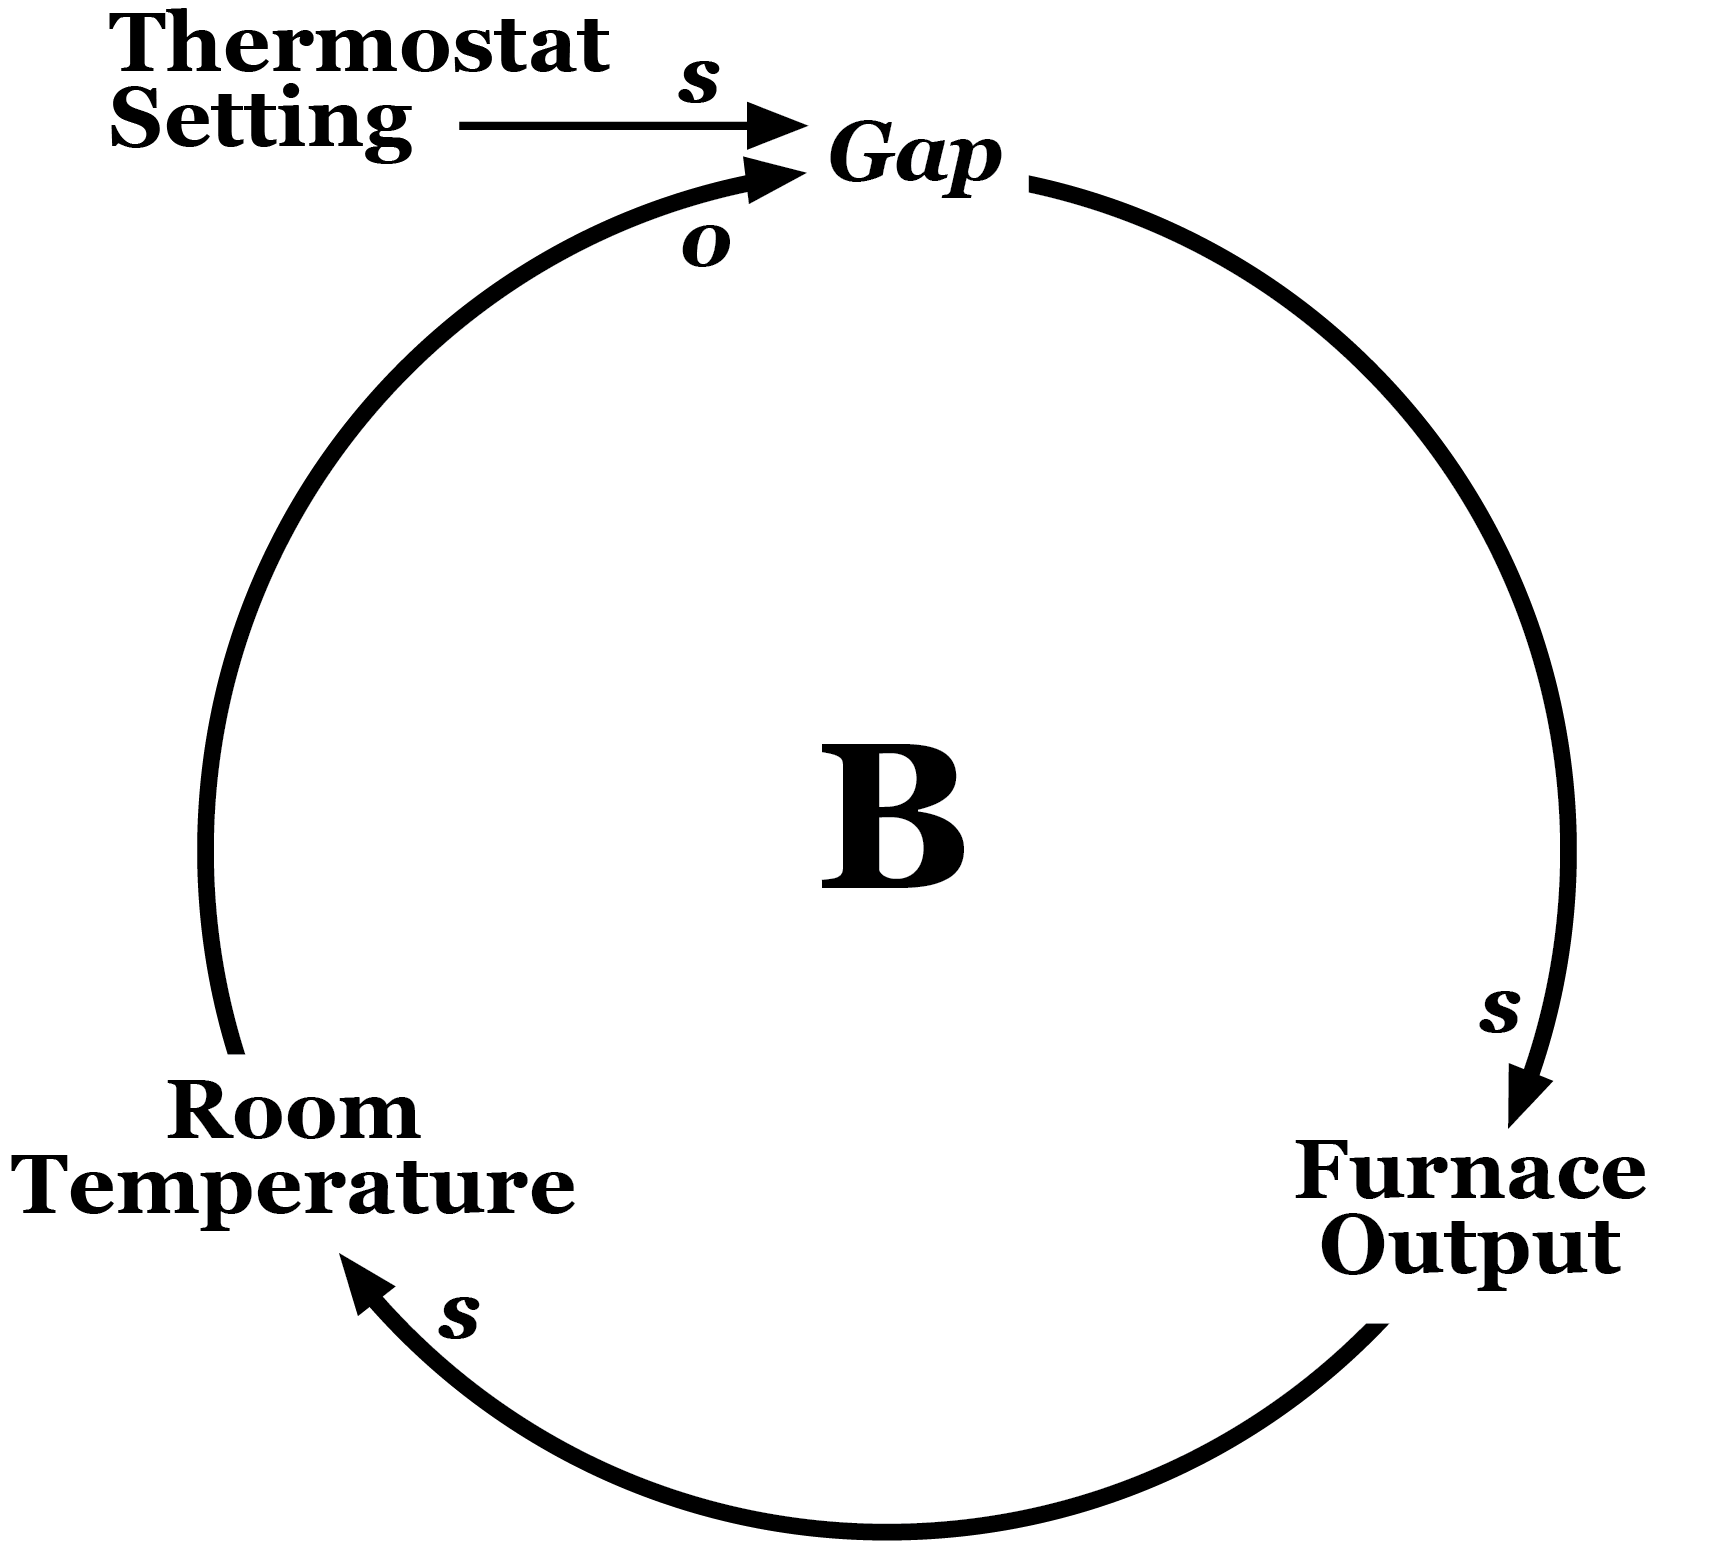 Thermostat
Setting
s
Gap
o
B
s
Room
Temperature
Furnace
Output
s